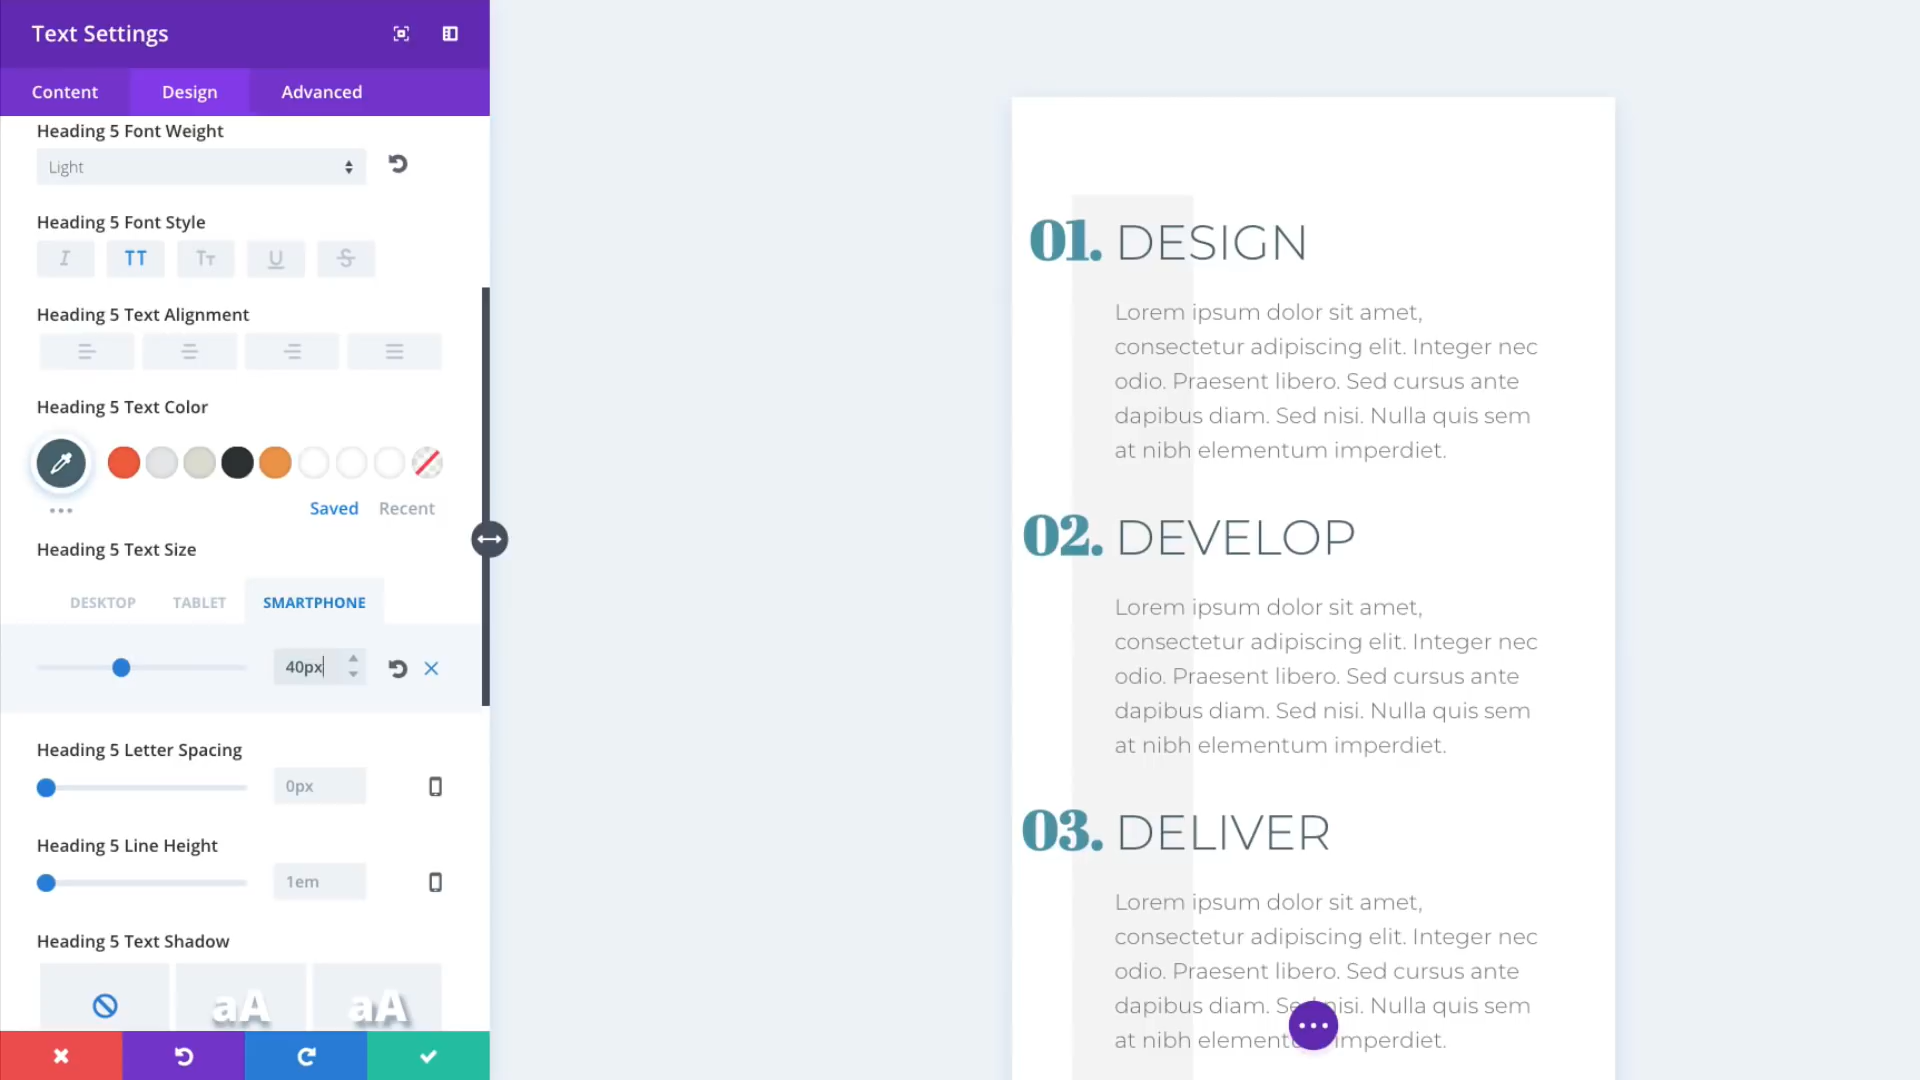 Text Settings
Content
Design
Advanced
Heading 5 Font Weight
Light
Heading 5 Font Style
I
TT
TT
U
S
Heading 5 Text Alignment
Heading 5 Text Color
Saved
Recent
Heading 5 Text Size
DESKTOP
TABLET
SMARTPHONE
40px
Heading 5 Letter Spacing
0px
Heading 5 Line Height
1em
Heading 5 Text Shadow
aA
aA
01. DESIGN
Lorem ipsum dolor sit amet,
consectetur adipiscing elit. Integer nec
odio. Praesent libero. Sed cursus ante
dapibus diam. Sed nisi. Nulla quis sem
at nibh elementum imperdiet.
02. DEVELOP
Lorem ipsum dolor sit amet,
consectetur adipiscing elit. Integer nec
odio. Praesent libero. Sed cursus ante
dapibus diam. Sed nisi. Nulla quis sem
at nibh elementum imperdiet.
03. DELIVER
Lorem ipsum dolor sit amet,
consectetur adipiscing elit. Integer nec
odio. Praesent libero. Sed cursus ante
dapibus diam. Sed nisi. Nulla quis sem
at nibh elementum imperdiet.